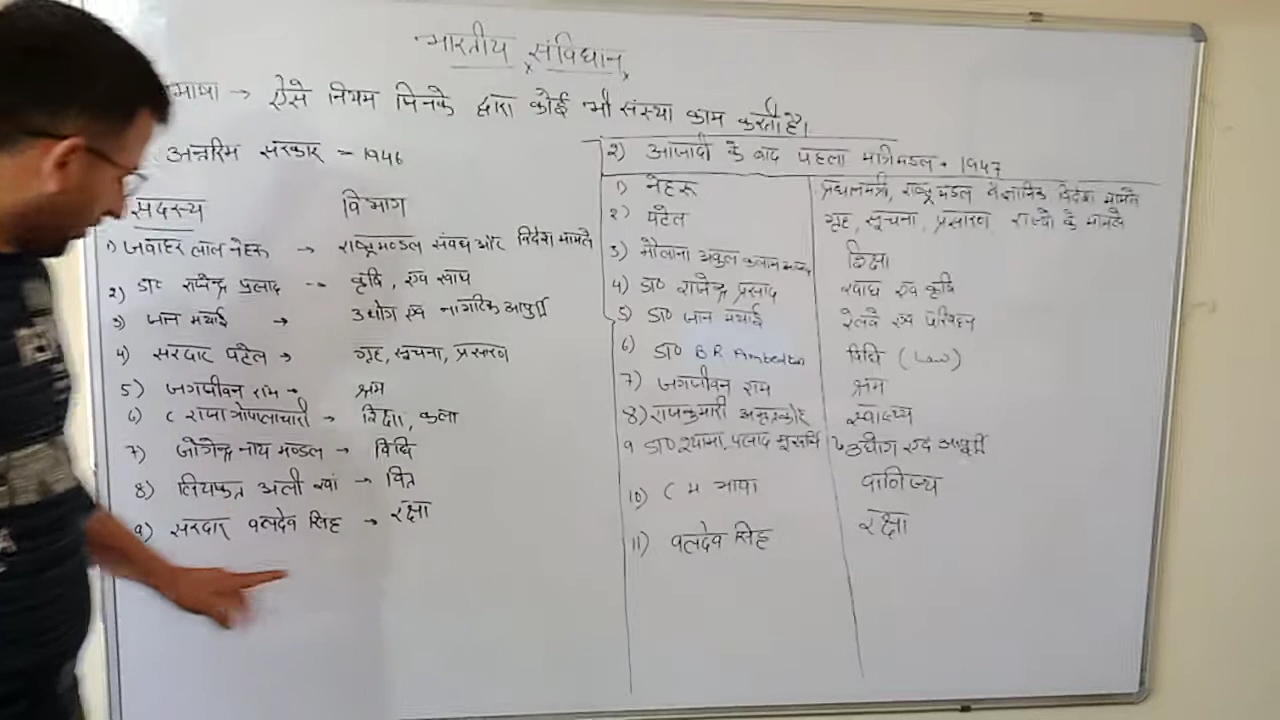 भारतीय संविधान
भाषा → ऐसे नियम जिनके द्वारा कोई भी संस्था काम करती है।
अन्तरिम सरकार = 1946
सदस्य विभाग
1) जवाहर लाल नेहरू → राष्ट्रमण्डल संबंध और विदेश मामले
2) डा० राजेन्द्र प्रसाद -- कृषि, एवं खाद्य
3) जान मथाई → उद्योग एवं नागरिक आपूर्ति
4) सरदार पटेल → गृह, सूचना, प्रसारण
5) जगजीवन राम → श्रम
6) C राजा गोपालाचारी → शिक्षा, कला
7) जोगेन्द्र नाथ मण्डल → विधि
8) लियाकत अली खां → वित्त
9) सरदार बलदेव सिंह → रक्षा
2) आजादी के बाद पहला मंत्रिमंडल - 1947
1) नेहरू प्रधानमंत्री, राष्ट्रमंडल वैज्ञानिक विदेश मामले
2) पटेल गृह, सूचना, प्रसारण राज्यों के मामले
3) मौलाना अबुल कलाम शिक्षा
4) डा० राजेन्द्र प्रसाद खाद्य एवं कृषि
5) डा० जान मथाई रेलवे एवं परिवहन
6) डा० B R Ambedkar विधि (Law)
7) जगजीवन राम श्रम
8) राजकुमारी अमृतकौर स्वास्थ्य
9 डा० श्यामा प्रसाद मुखर्जी उद्योग एवं आपूर्ति
10) C M भाभा वाणिज्य
11) बलदेव सिंह रक्षा